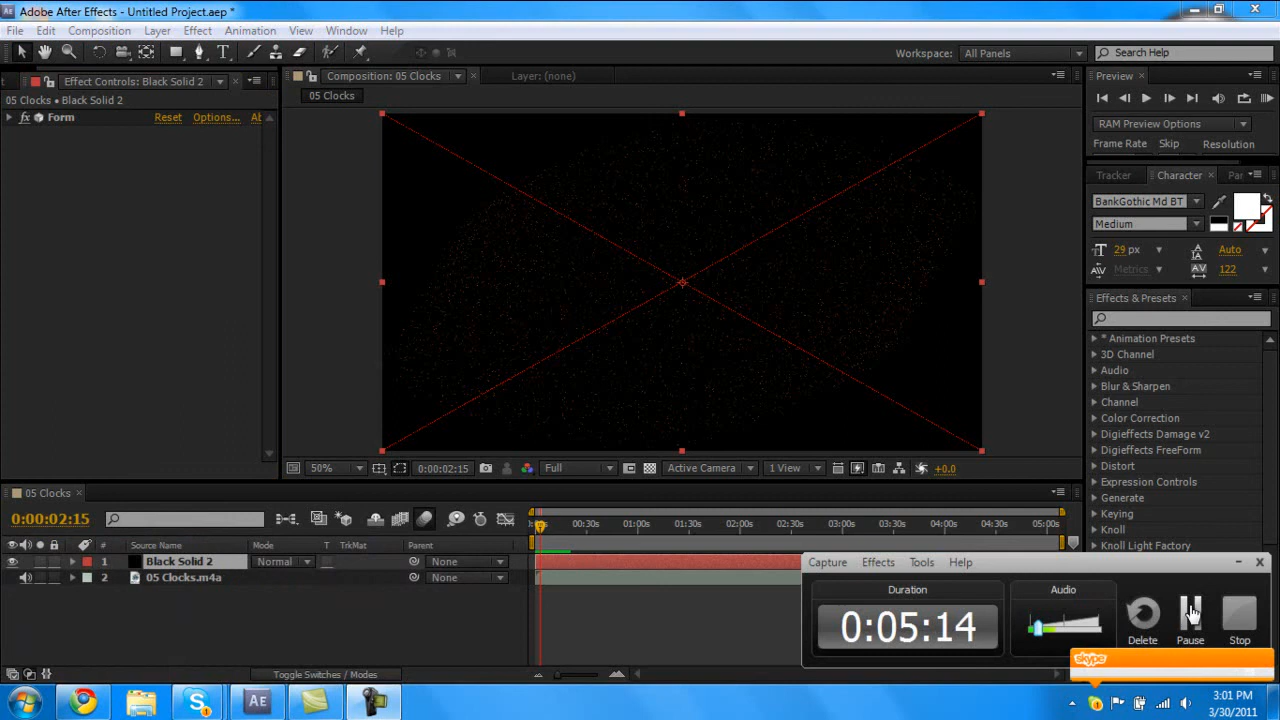 Adobe After Effects - Untitled Project.aep *
File Edit Composition Layer Effect Animation View Window Help
Workspace: All Panels Search Help
Effect Controls: Black Solid 2
Composition: 05 Clocks
Layer: (none)
Preview
05 Clocks • Black Solid 2
05 Clocks
fx Form Reset Options... Ab
RAM Preview Options
Frame Rate Skip Resolution
Tracker Character Par
BankGothic Md BT
Medium
29 px Auto
Metrics 122
Effects & Presets
* Animation Presets
3D Channel
Audio
Blur & Sharpen
Channel
Color Correction
Digieffects Damage v2
Digieffects FreeForm
Distort
Expression Controls
Generate
Keying
Knoll
Knoll Light Factory
50% 0:00:02:15 Full Active Camera 1 View +0.0
05 Clocks
0:00:02:15
00:30s 01:00s 01:30s 02:00s 02:30s 03:00s 03:30s 04:00s 04:30s 05:00s
# Source Name Mode T TrkMat Parent
1 Black Solid 2 Normal None
2 05 Clocks.m4a None
Toggle Switches / Modes
Capture Effects Tools Help
Duration Audio
0:05:14
Delete Pause Stop
skype
3:01 PM
3/30/2011